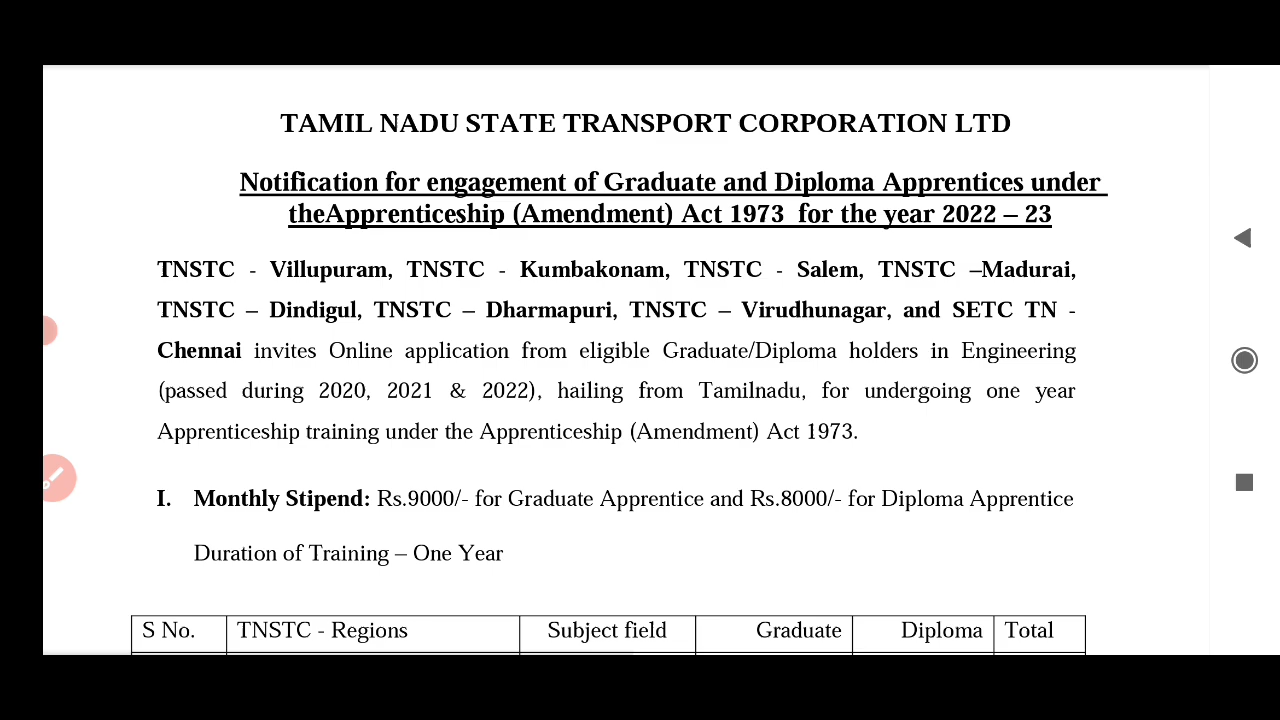 TAMIL NADU STATE TRANSPORT CORPORATION LTD
Notification for engagement of Graduate and Diploma Apprentices under
theApprenticeship (Amendment) Act 1973 for the year 2022 – 23
TNSTC - Villupuram, TNSTC - Kumbakonam, TNSTC - Salem, TNSTC –Madurai,
TNSTC – Dindigul, TNSTC – Dharmapuri, TNSTC – Virudhunagar, and SETC TN -
Chennai invites Online application from eligible Graduate/Diploma holders in Engineering
(passed during 2020, 2021 & 2022), hailing from Tamilnadu, for undergoing one year
Apprenticeship training under the Apprenticeship (Amendment) Act 1973.
I. Monthly Stipend: Rs.9000/- for Graduate Apprentice and Rs.8000/- for Diploma Apprentice
Duration of Training – One Year
S No. TNSTC - Regions Subject field Graduate Diploma Total